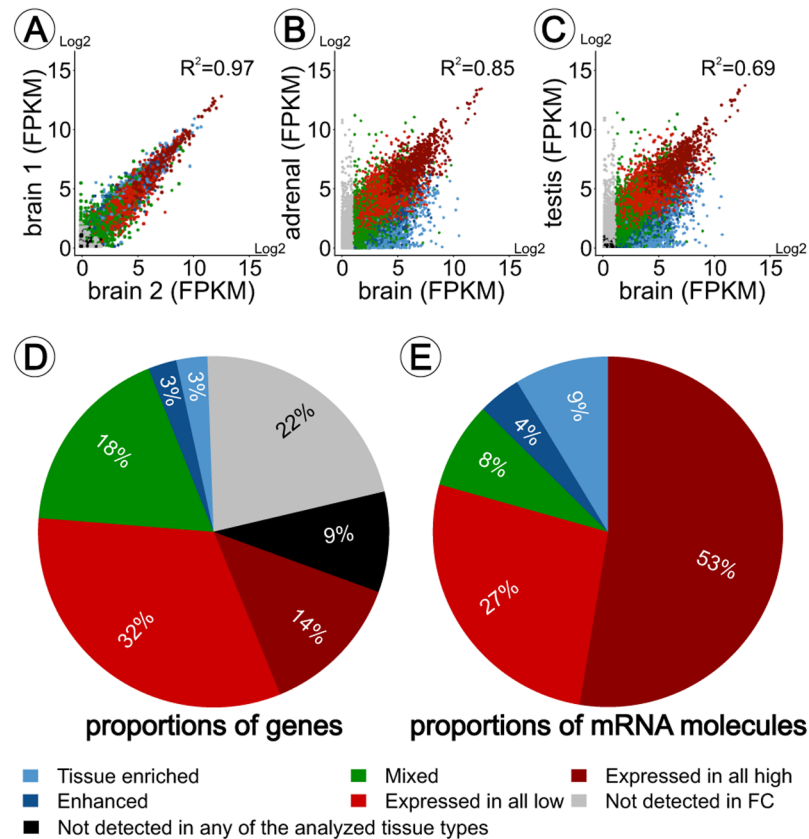 A
Log2
R²=0.97
15
10
5
0
brain 1 (FPKM)
0
5
10
15
Log2
brain 2 (FPKM)
B
Log2
R²=0.85
15
10
5
0
adrenal (FPKM)
0
5
10
15
Log2
brain (FPKM)
C
Log2
R²=0.69
15
10
5
0
testis (FPKM)
0
5
10
15
Log2
brain (FPKM)
D
3%
3%
22%
18%
9%
32%
14%
proportions of genes
E
9%
4%
8%
53%
27%
proportions of mRNA molecules
Tissue enriched
Mixed
Expressed in all high
Enhanced
Expressed in all low
Not detected in FC
Not detected in any of the analyzed tissue types